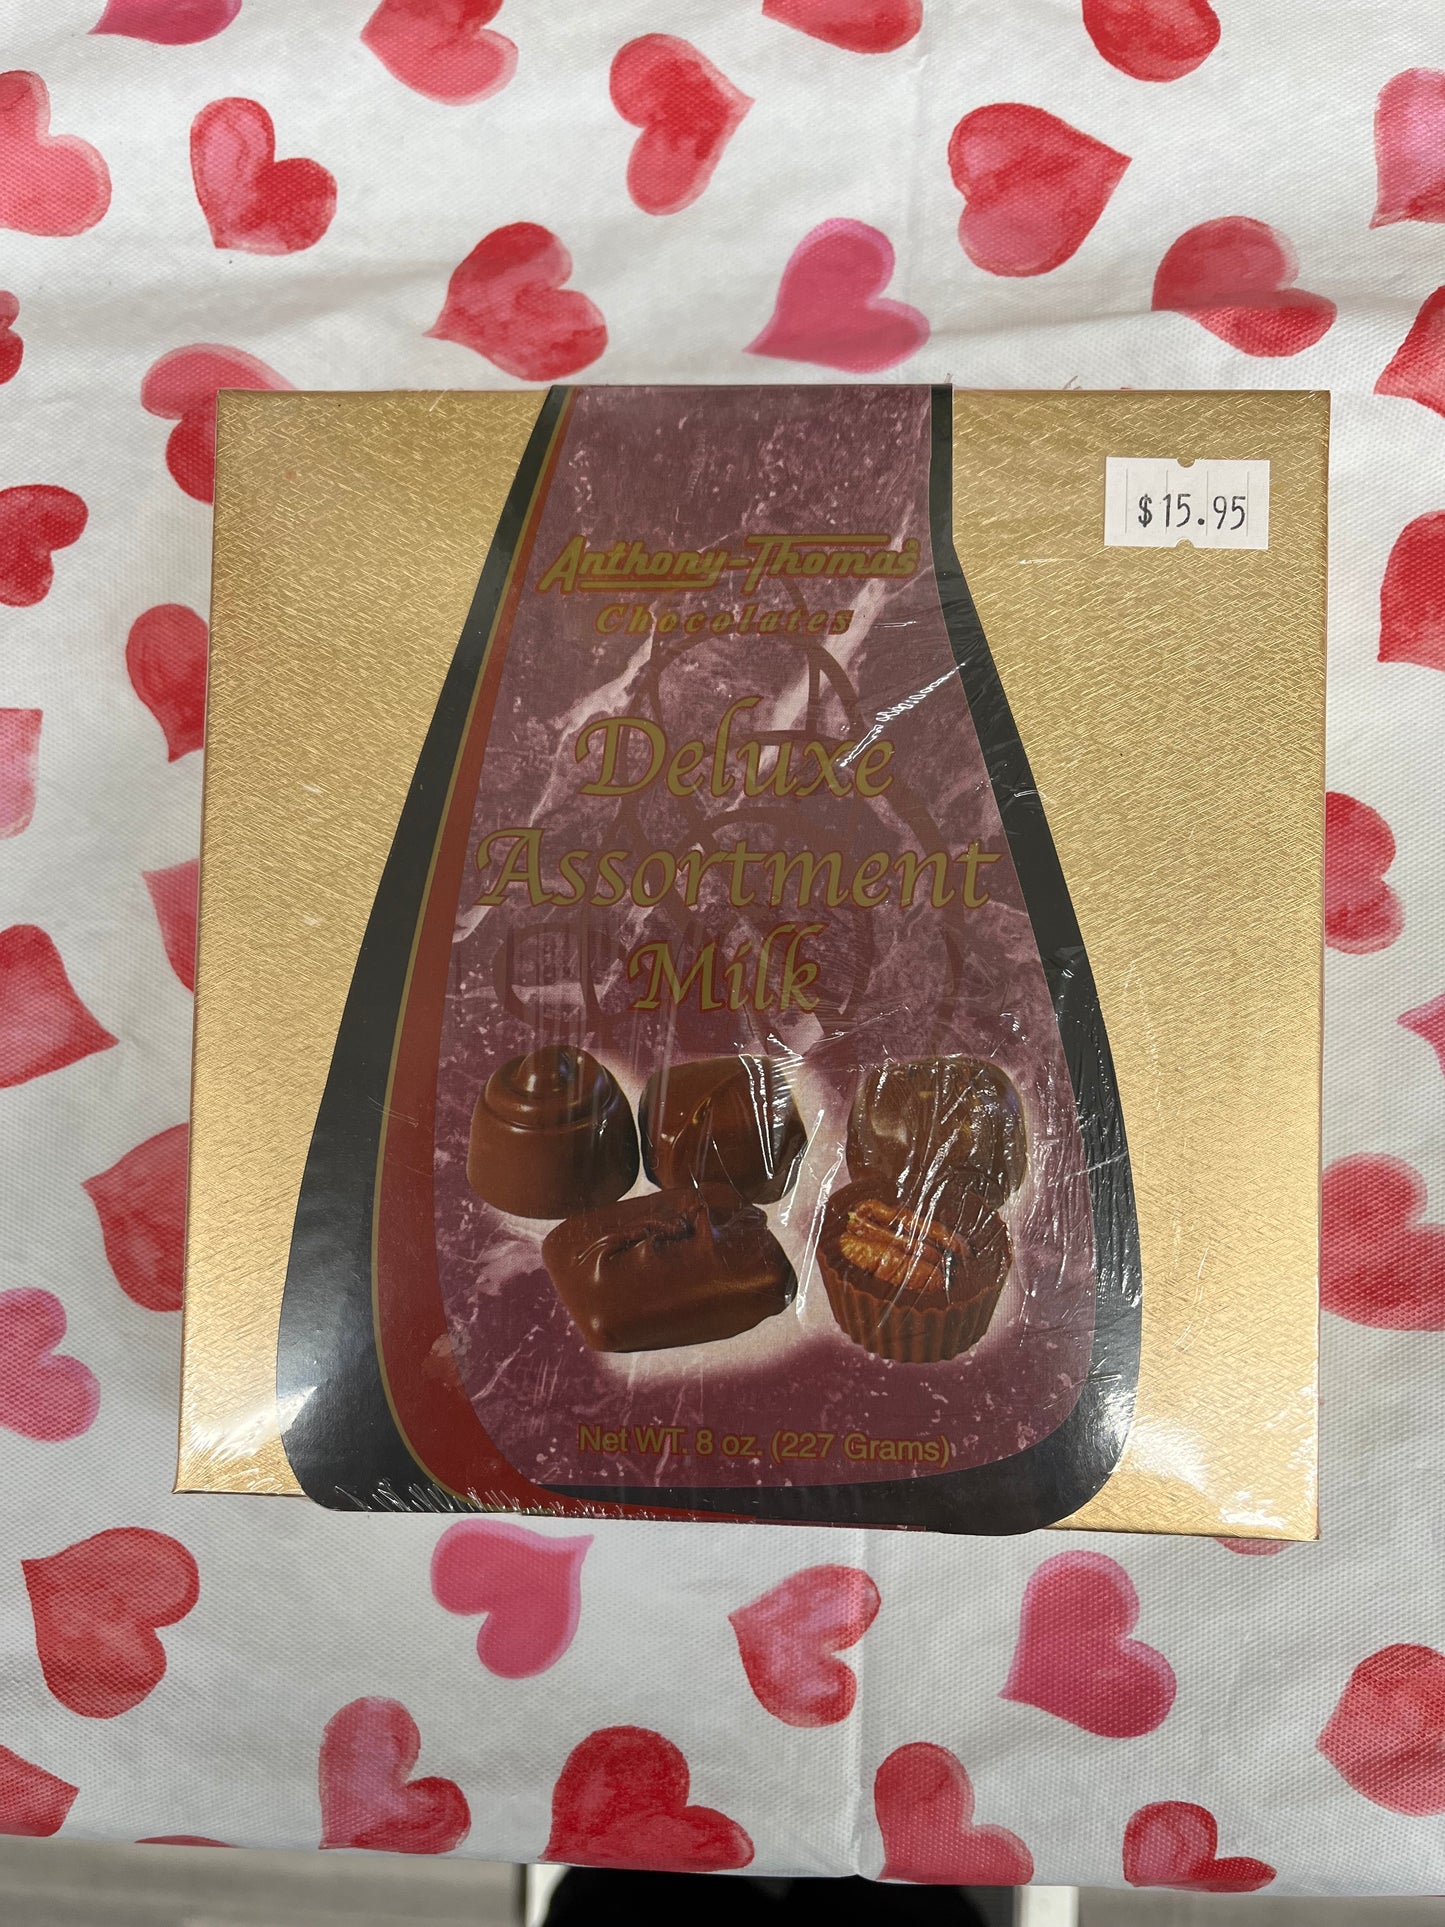 $15.95
Anthony-Thomas
Chocolates
Deluxe
Assortment
Milk
Net WT. 8 oz. (227 Grams)